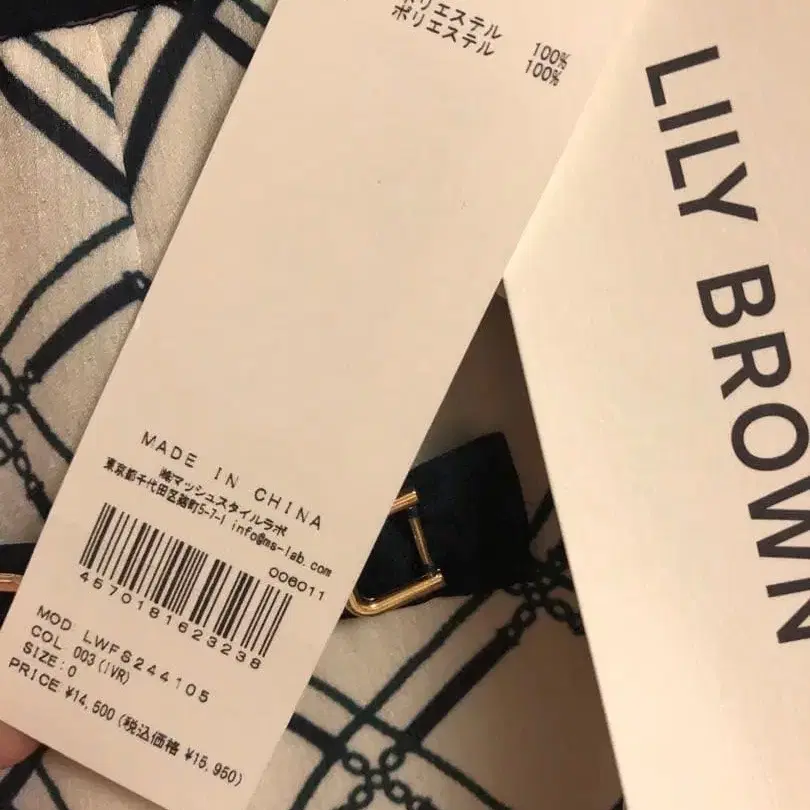 ポリエステル 100%
ポリエステル 100%
MADE IN CHINA
㈱マッシュスタイルラボ
東京都千代田区麹町5-7-1 info@ms-lab.com
006011
4570181623238
MOD LWFS244105
COL 003(IVR)
SIZE:0
PRICE ¥14,500(税込価格 ¥15,950)
LILY BROWN